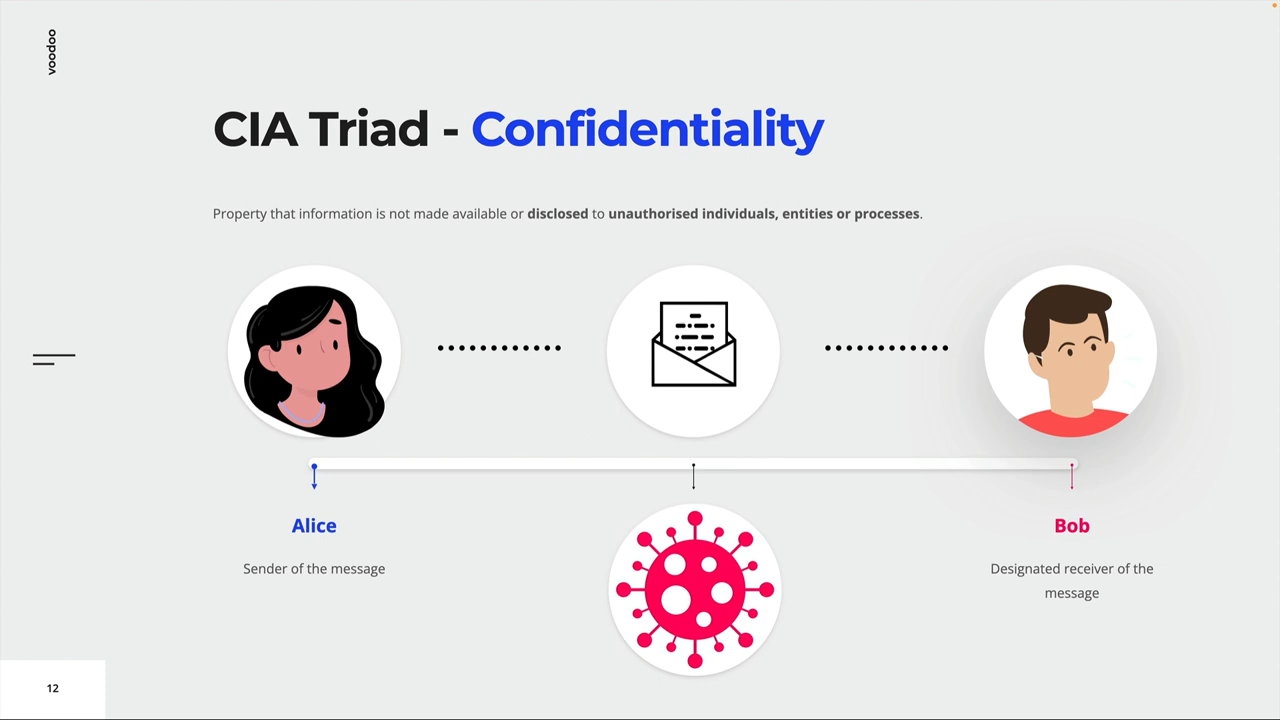 voodoo
CIA Triad - Confidentiality
Property that information is not made available or disclosed to unauthorised individuals, entities or processes.
Alice
Sender of the message
Bob
Designated receiver of the
message
12